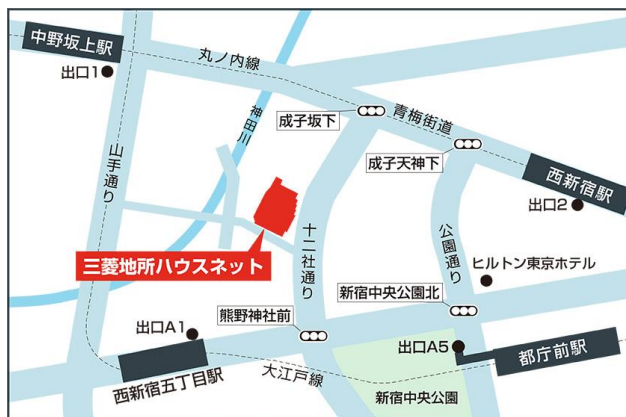 中野坂上駅
出口1
丸ノ内線
神田川
成子坂下
青梅街道
成子天神下
西新宿駅
出口2
山手通り
三菱地所ハウスネット
十二社通り
公園通り
ヒルトン東京ホテル
新宿中央公園北
熊野神社前
出口A1
出口A5
都庁前駅
西新宿五丁目駅
大江戸線
新宿中央公園